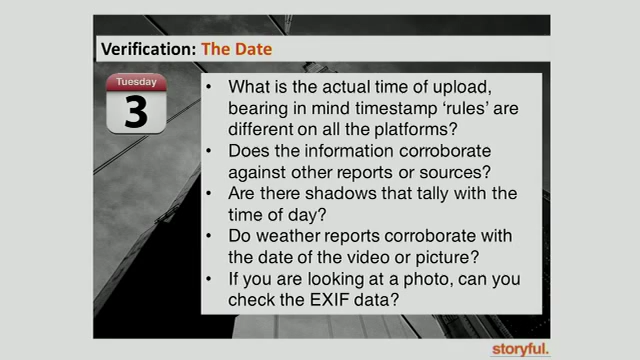 Verification: The Date
Tuesday
3
• What is the actual time of upload,
bearing in mind timestamp ‘rules’ are
different on all the platforms?
• Does the information corroborate
against other reports or sources?
• Are there shadows that tally with the
time of day?
• Do weather reports corroborate with
the date of the video or picture?
• If you are looking at a photo, can you
check the EXIF data?
storyful.